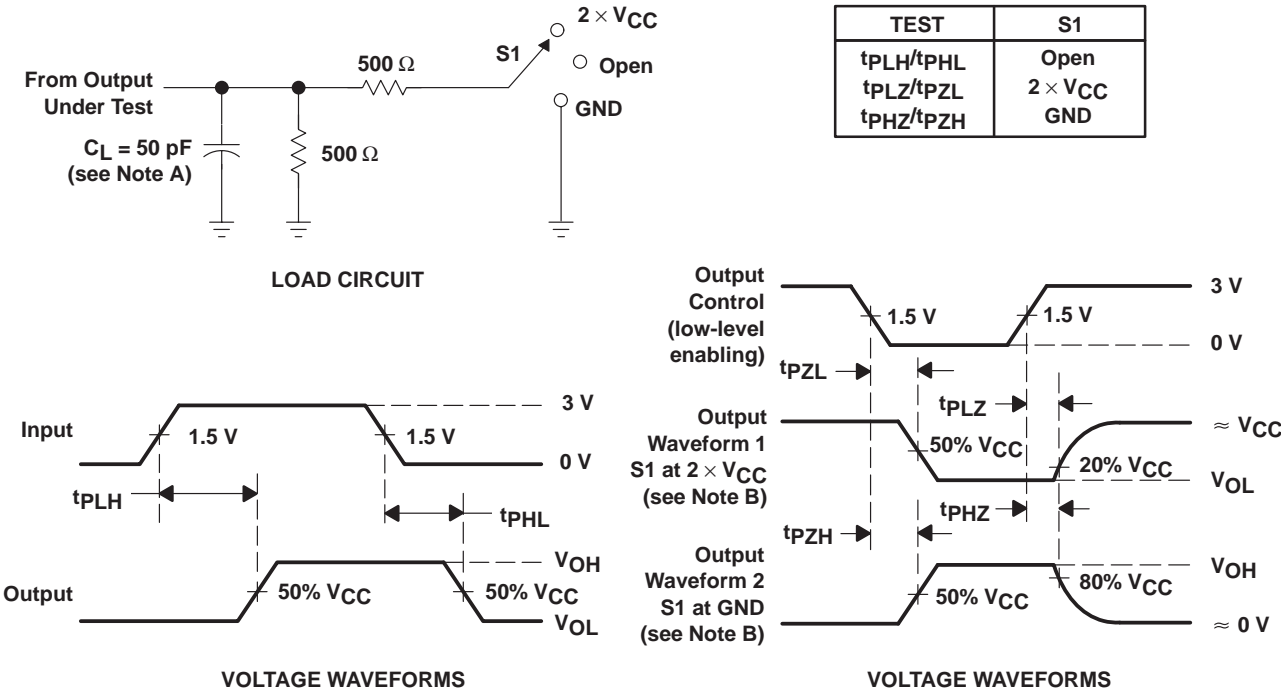 2 × VCC
S1
Open
GND
500 Ω
From Output
Under Test
CL = 50 pF
(see Note A)
500 Ω
LOAD CIRCUIT
TEST S1
tPLH/tPHL Open
tPLZ/tPZL 2 × VCC
tPHZ/tPZH GND
Input
1.5 V
1.5 V
3 V
0 V
tPLH
tPHL
Output
50% VCC
50% VCC
VOH
VOL
VOLTAGE WAVEFORMS
Output
Control
(low-level
enabling)
1.5 V
1.5 V
3 V
0 V
tPZL
tPLZ
Output
Waveform 1
S1 at 2 × VCC
(see Note B)
50% VCC
20% VCC
≈ VCC
VOL
tPZH
tPHZ
Output
Waveform 2
S1 at GND
(see Note B)
50% VCC
80% VCC
VOH
≈ 0 V
VOLTAGE WAVEFORMS